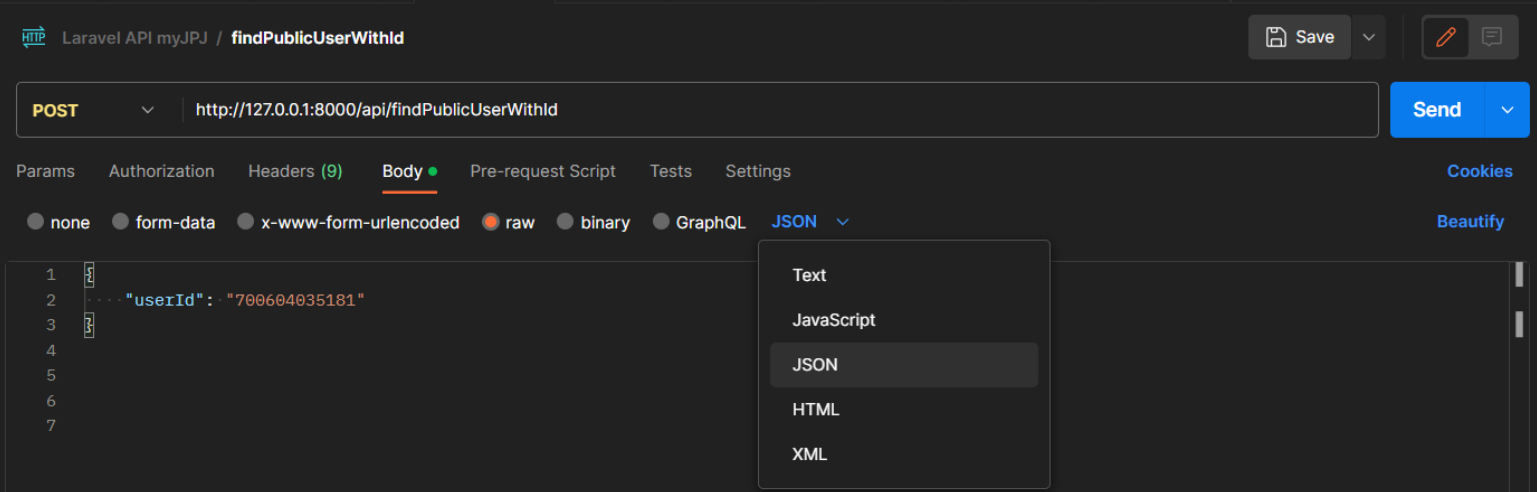 HTTP Laravel API myJPJ / findPublicUserWithId Save
POST http://127.0.0.1:8000/api/findPublicUserWithId Send
Params Authorization Headers (9) Body Pre-request Script Tests Settings Cookies
none form-data x-www-form-urlencoded raw binary GraphQL JSON Beautify
1 {
2 "userId": "700604035181"
3 }
4
5
6
7
Text
JavaScript
JSON
HTML
XML